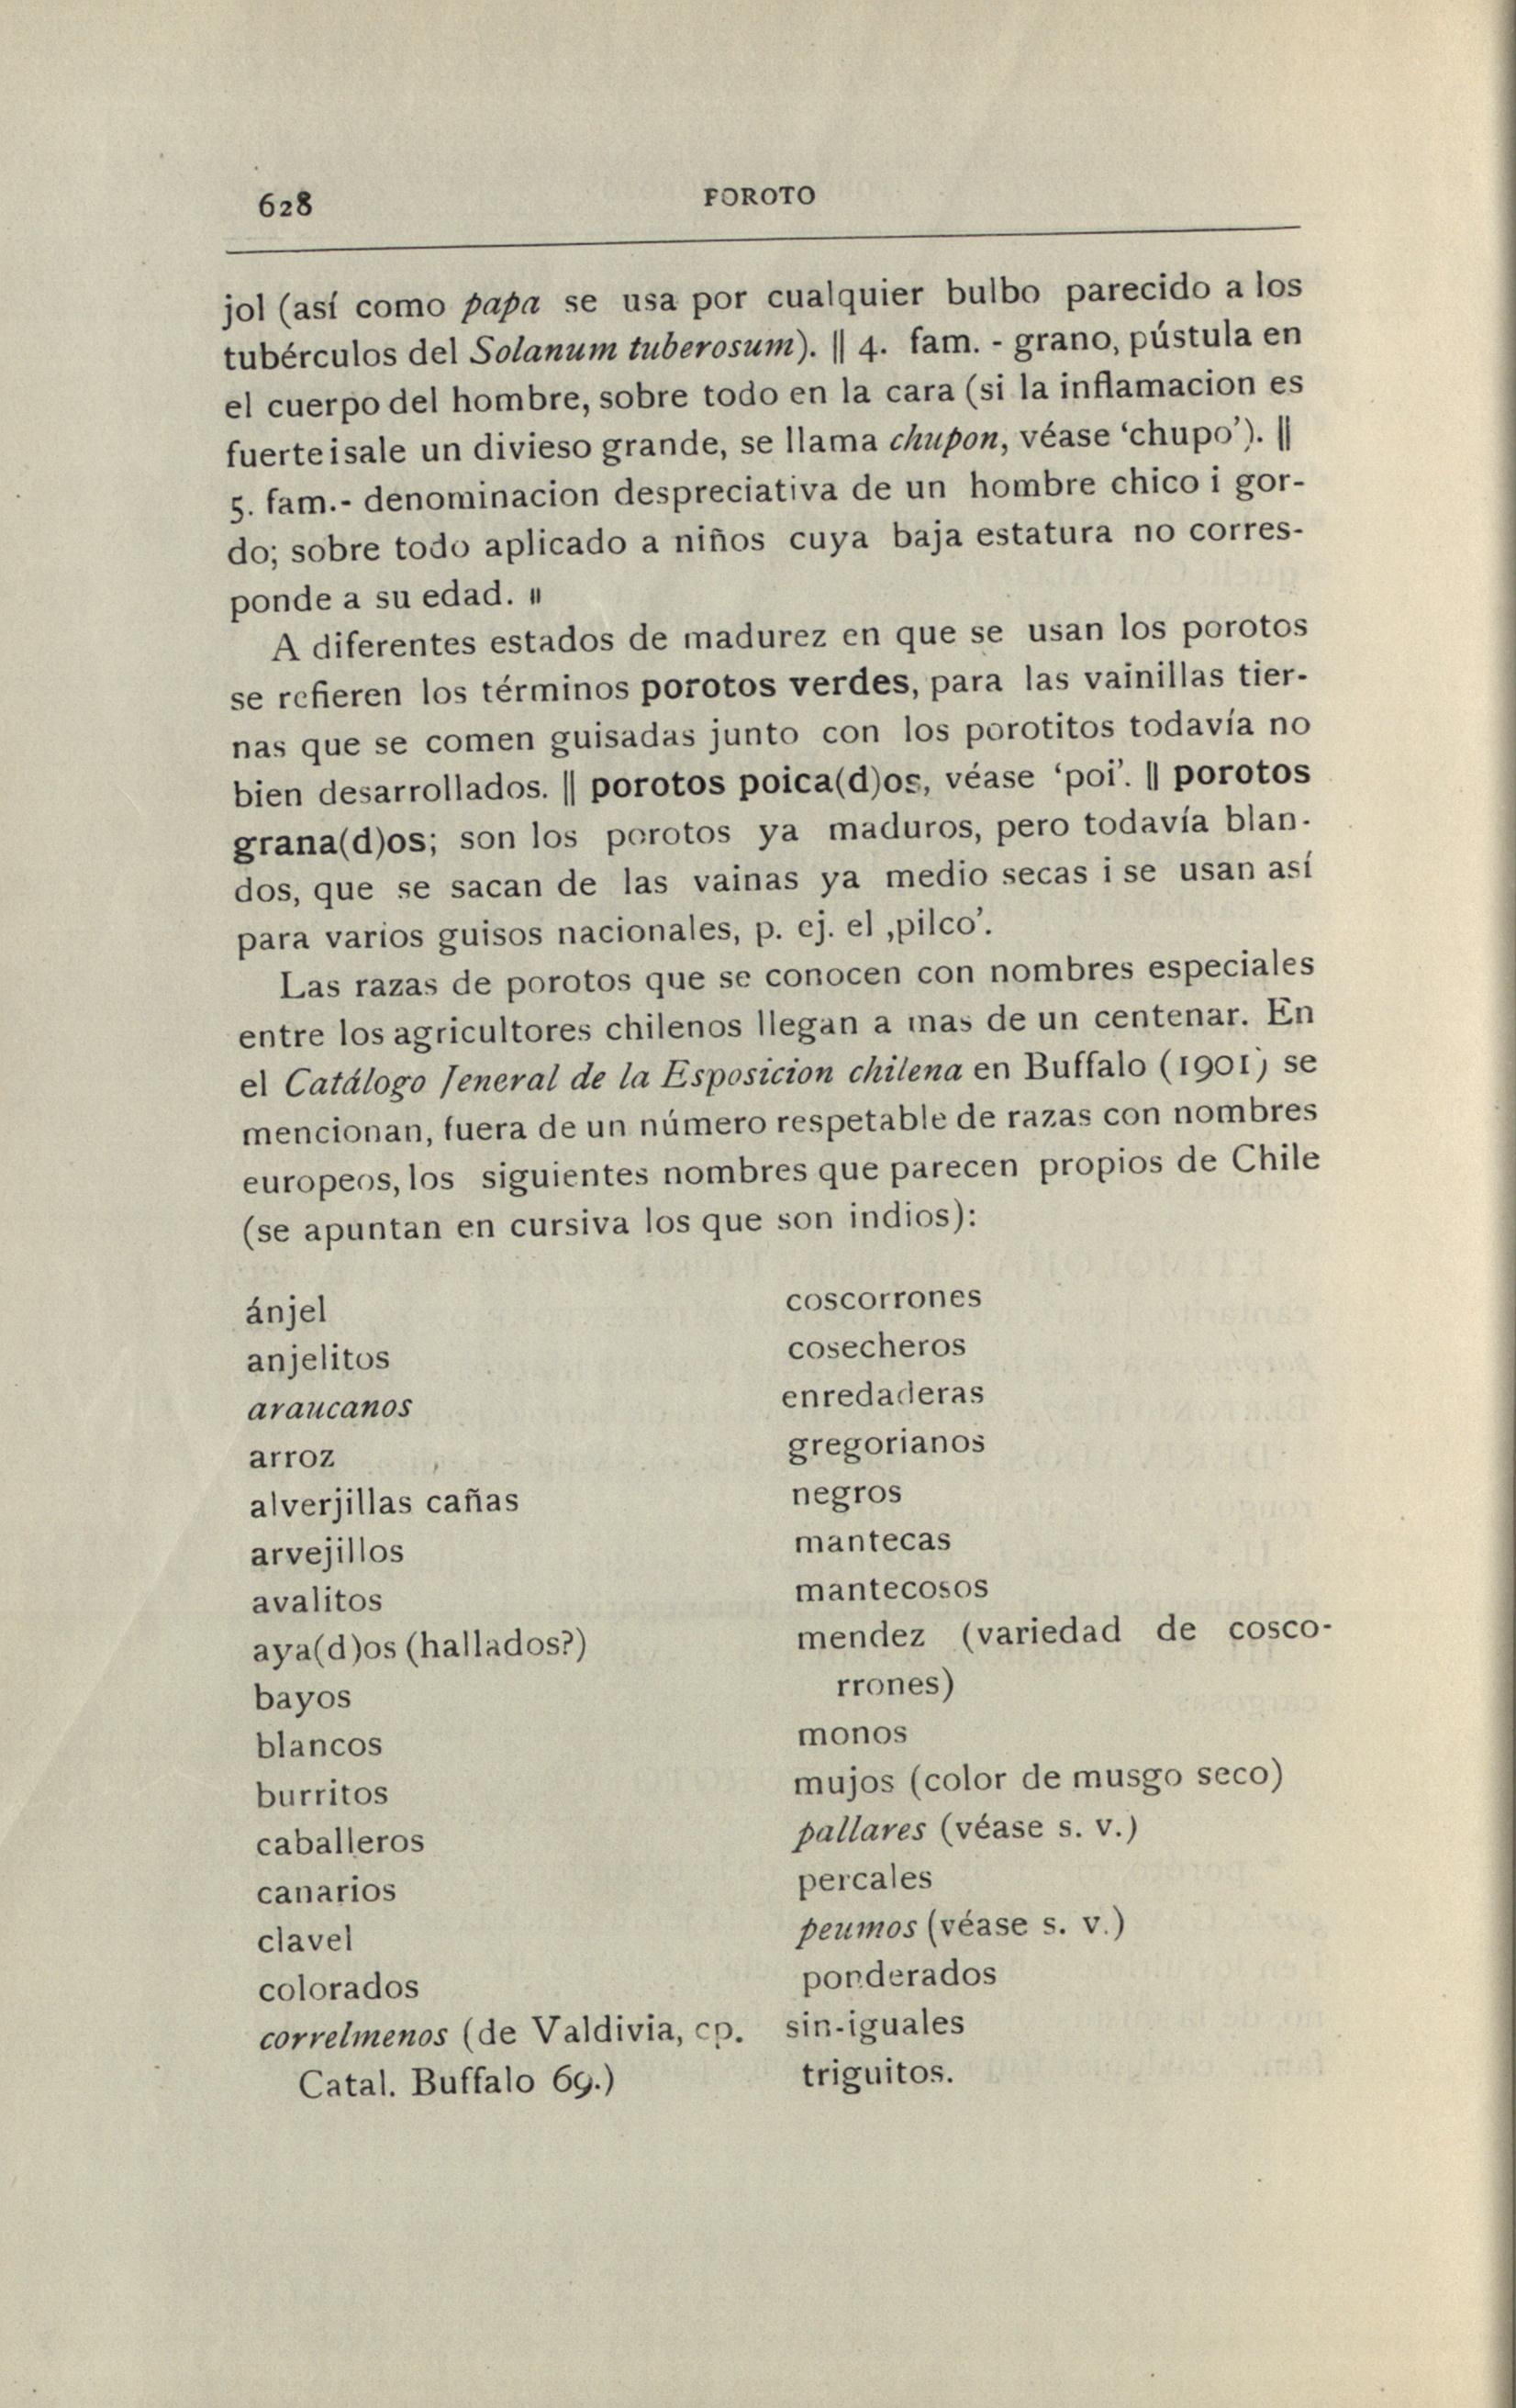 628
POROTO
jol (así como papa se usa por cualquier bulbo parecido a los
tubérculos del Solanum tuberosum). || 4. fam. - grano, pústula en
el cuerpo del hombre, sobre todo en la cara (si la inflamacion es
fuerte i sale un divieso grande, se llama chupon, véase ‘chupo’). ||
5. fam.- denominacion despreciativa de un hombre chico i gor-
do; sobre todo aplicado a niños cuya baja estatura no corres-
ponde a su edad. ||
A diferentes estados de madurez en que se usan los porotos
se refieren los términos porotos verdes, para las vainillas tier-
nas que se comen guisadas junto con los porotitos todavía no
bien desarrollados. || porotos poica(d)os, véase ‘poi’. || porotos
grana(d)os; son los porotos ya maduros, pero todavía blan-
dos, que se sacan de las vainas ya medio secas i se usan así
para varios guisos nacionales, p. ej. el ,pilco’.
Las razas de porotos que se conocen con nombres especiales
entre los agricultores chilenos llegan a mas de un centenar. En
el Catálogo Jeneral de la Esposicion chilena en Buffalo (1901) se
mencionan, fuera de un número respetable de razas con nombres
europeos, los siguientes nombres que parecen propios de Chile
(se apuntan en cursiva los que son indios):
ánjel
anjelitos
araucanos
arroz
alverjillas cañas
arvejillos
avalitos
aya(d)os (hallados?)
bayos
blancos
burritos
caballeros
canarios
clavel
colorados
correlmenos (de Valdivia, cp.
Catal. Buffalo 69.)
coscorrones
cosecheros
enredaderas
gregorianos
negros
mantecas
mantecosos
mendez (variedad de cosco-
rrones)
monos
mujos (color de musgo seco)
pallares (véase s. v.)
percales
peumos (véase s. v.)
ponderados
sin-iguales
triguitos.